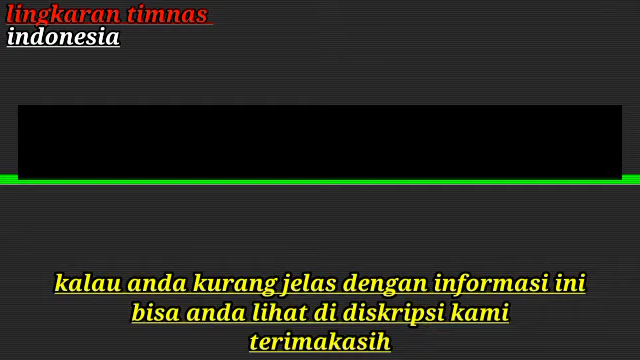 lingkaran timnas
indonesia
kalau anda kurang jelas dengan informasi ini
bisa anda lihat di diskripsi kami
terimakasih